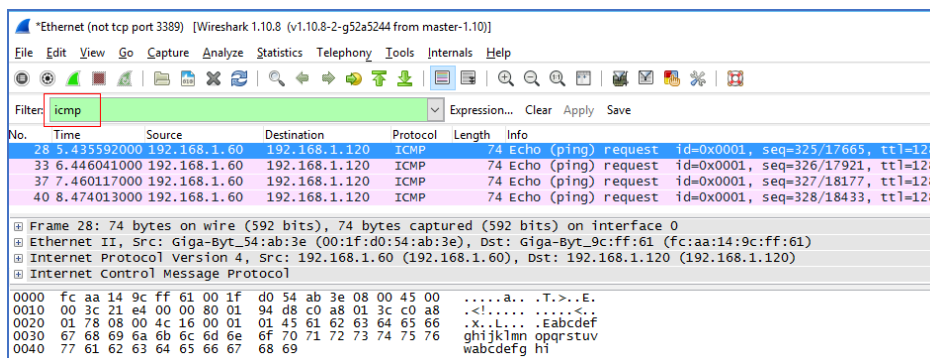 *Ethernet (not tcp port 3389) [Wireshark 1.10.8 (v1.10.8-2-g52a5244 from master-1.10)]
File Edit View Go Capture Analyze Statistics Telephony Tools Internals Help
Filter: icmp Expression... Clear Apply Save
No. Time Source Destination Protocol Length Info
28 5.435592000 192.168.1.60 192.168.1.120 ICMP 74 Echo (ping) request id=0x0001, seq=325/17665, ttl=128
33 6.446041000 192.168.1.60 192.168.1.120 ICMP 74 Echo (ping) request id=0x0001, seq=326/17921, ttl=128
37 7.460117000 192.168.1.60 192.168.1.120 ICMP 74 Echo (ping) request id=0x0001, seq=327/18177, ttl=128
40 8.474013000 192.168.1.60 192.168.1.120 ICMP 74 Echo (ping) request id=0x0001, seq=328/18433, ttl=128
Frame 28: 74 bytes on wire (592 bits), 74 bytes captured (592 bits) on interface 0
Ethernet II, Src: Giga-Byt_54:ab:3e (00:1f:d0:54:ab:3e), Dst: Giga-Byt_9c:ff:61 (fc:aa:14:9c:ff:61)
Internet Protocol Version 4, Src: 192.168.1.60 (192.168.1.60), Dst: 192.168.1.120 (192.168.1.120)
Internet Control Message Protocol
0000 fc aa 14 9c ff 61 00 1f d0 54 ab 3e 08 00 45 00 .....a.. .T.>..E.
0010 00 3c 21 e4 00 00 80 01 94 d8 c0 a8 01 3c c0 a8 .<!..... .....<..
0020 01 78 08 00 4c 16 00 01 01 45 61 62 63 64 65 66 .x..L... .Eabcdef
0030 67 68 69 6a 6b 6c 6d 6e 6f 70 71 72 73 74 75 76 ghijklmn opqrstuv
0040 77 61 62 63 64 65 66 67 68 69 wabcdefg hi